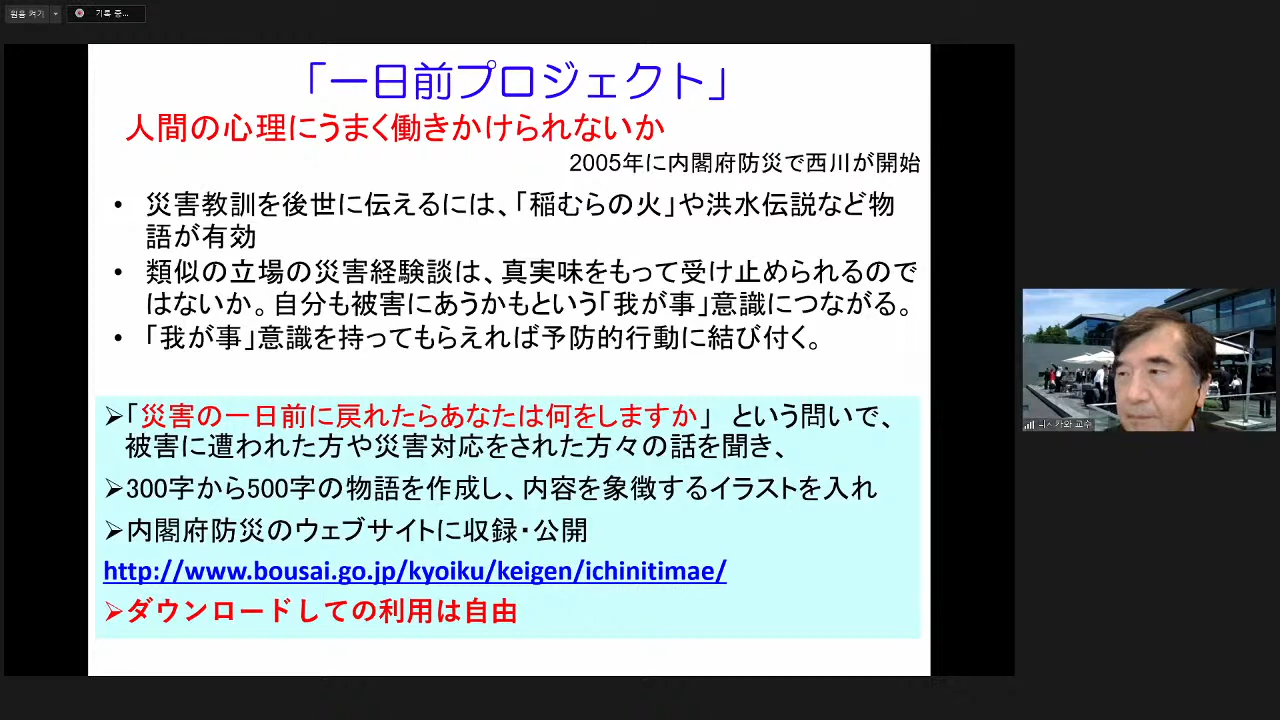 원음 켜기
기록 중...
「一日前プロジェクト」
人間の心理にうまく働きかけられないか
2005年に内閣府防災で西川が開始
• 災害教訓を後世に伝えるには、「稲むらの火」や洪水伝説など物
語が有効
• 類似の立場の災害経験談は、真実味をもって受け止められるので
はないか。自分も被害にあうかもという「我が事」意識につながる。
• 「我が事」意識を持ってもらえれば予防的行動に結び付く。
➢「災害の一日前に戻れたらあなたは何をしますか」 という問いで、
被害に遭われた方や災害対応をされた方々の話を聞き、
➢300字から500字の物語を作成し、内容を象徴するイラストを入れ
➢内閣府防災のウェブサイトに収録・公開
http://www.bousai.go.jp/kyoiku/keigen/ichinitimae/
➢ダウンロードしての利用は自由
니시카와 교수